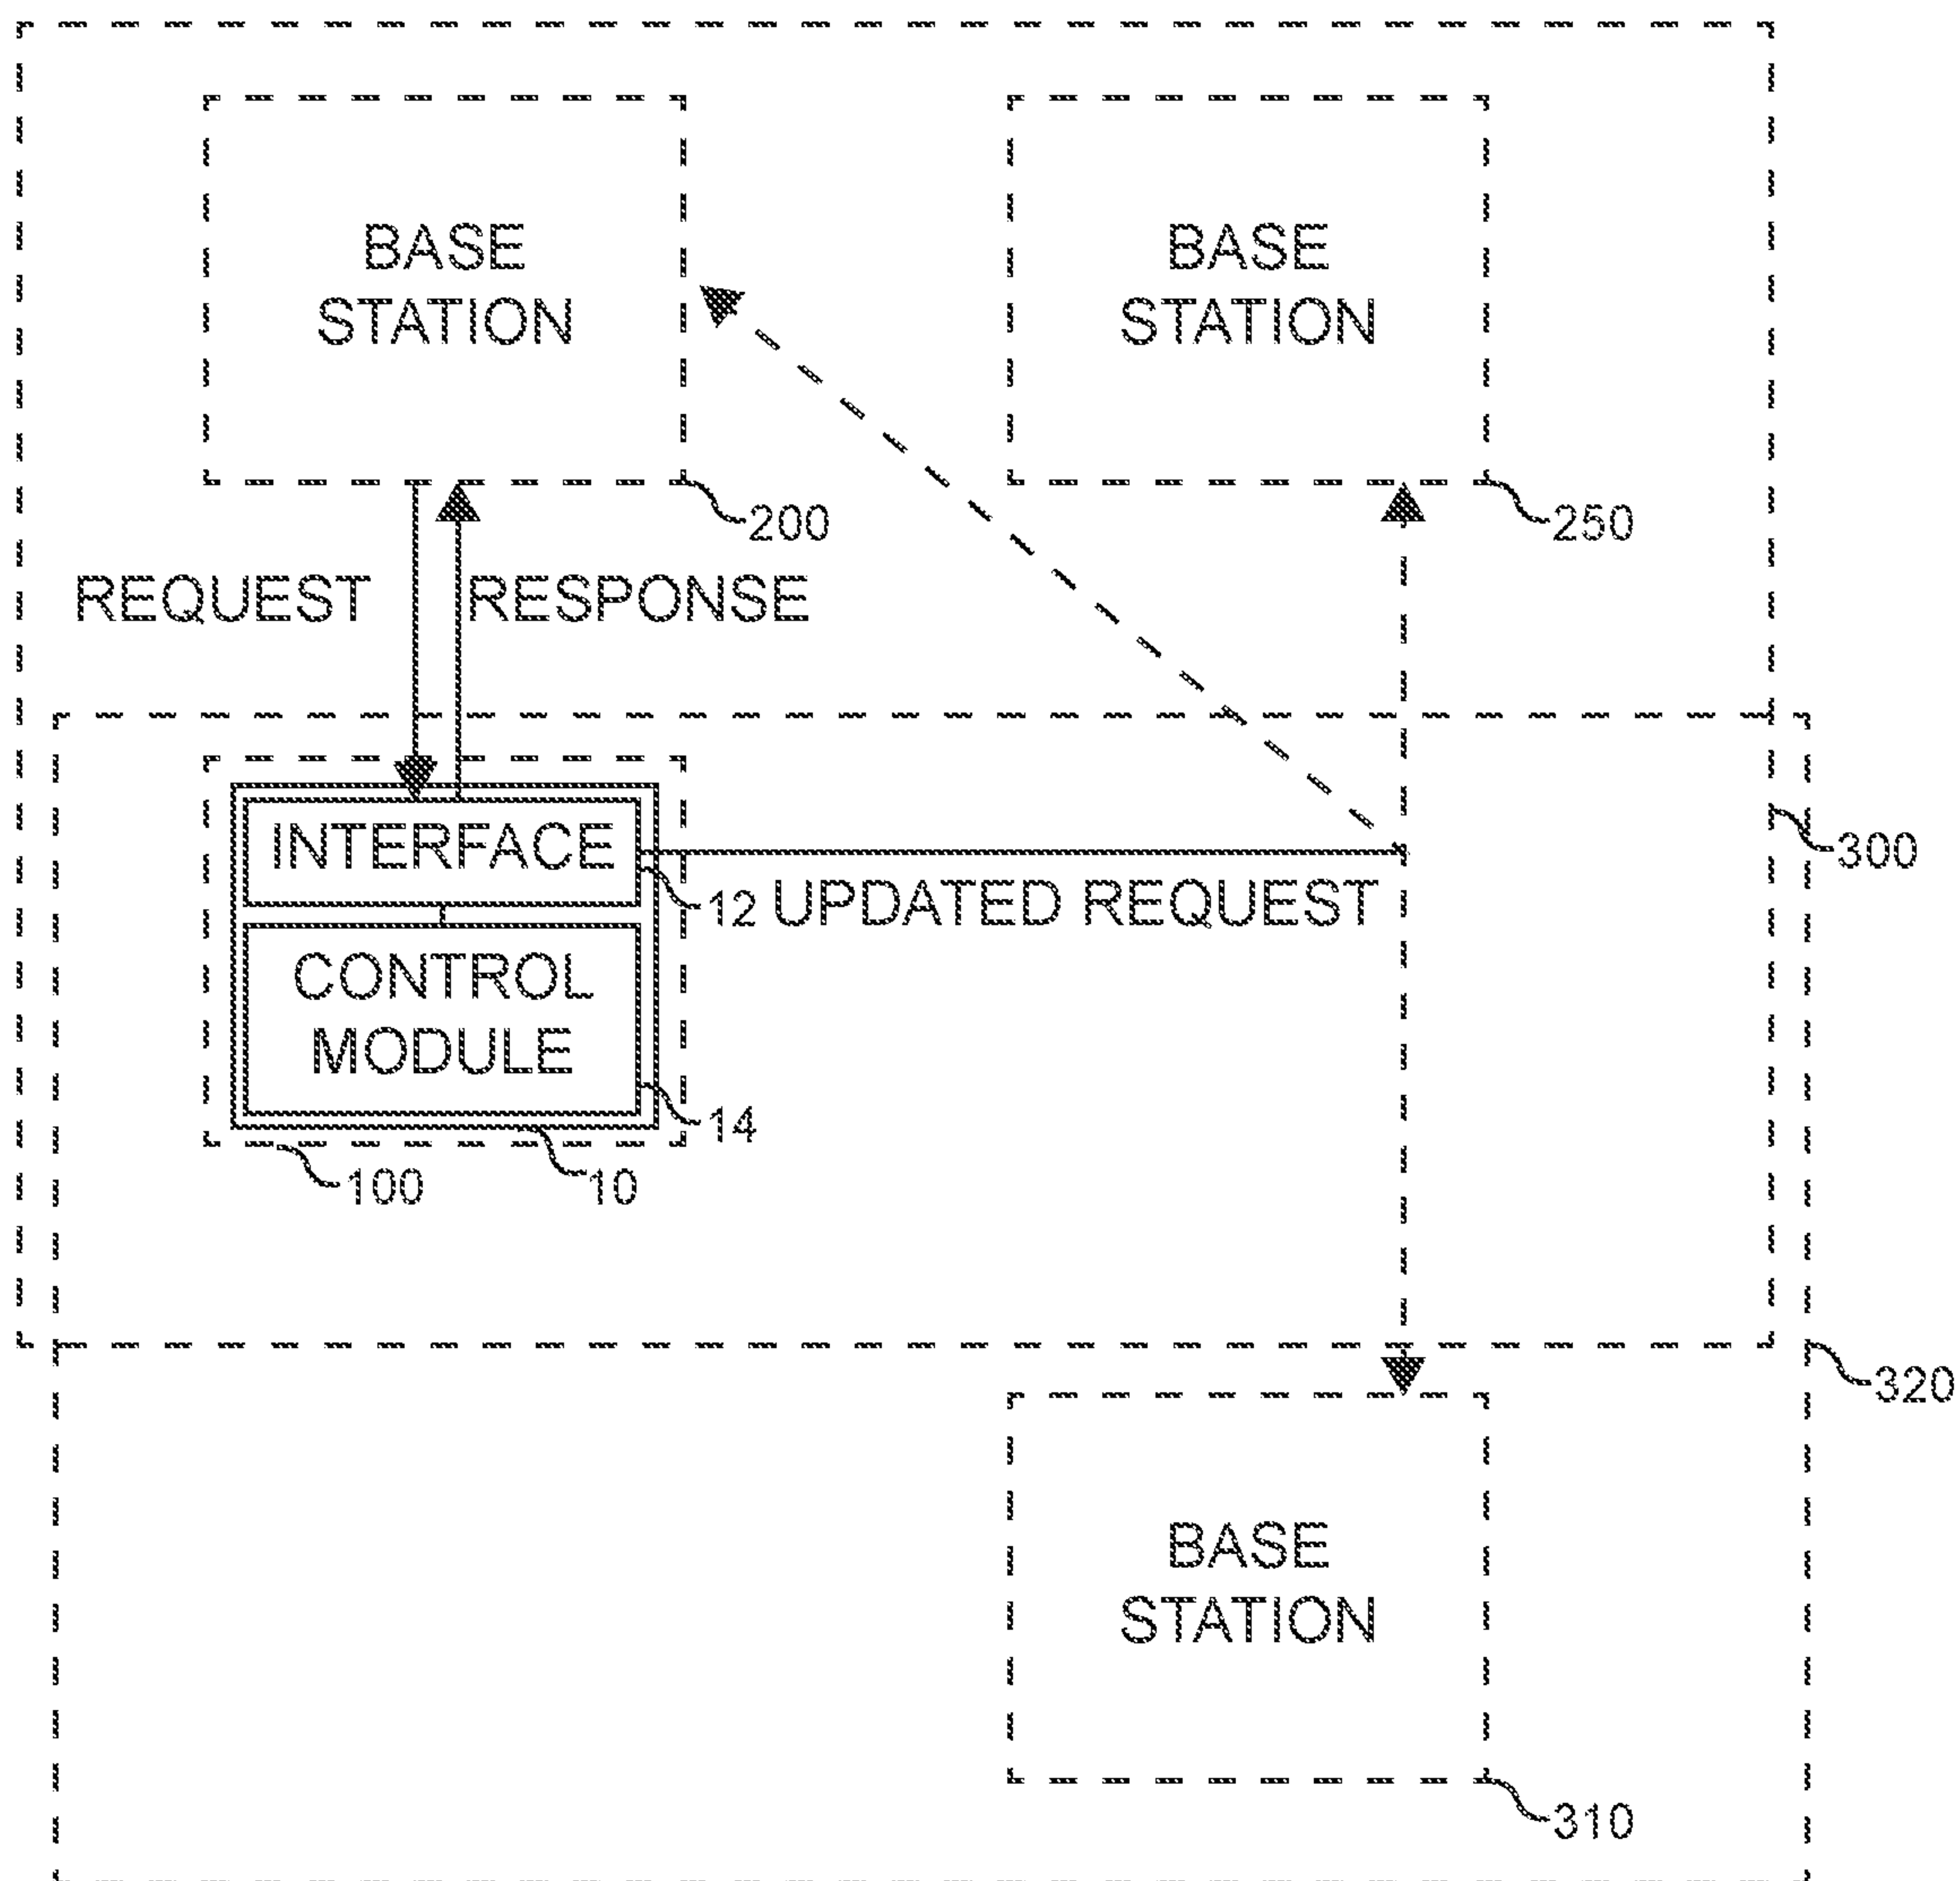 BASE
STATION
BASE
STATION
200
250
REQUEST
RESPONSE
INTERFACE
300
12
UPDATED REQUEST
CONTROL
MODULE
14
100
10
320
BASE
STATION
310